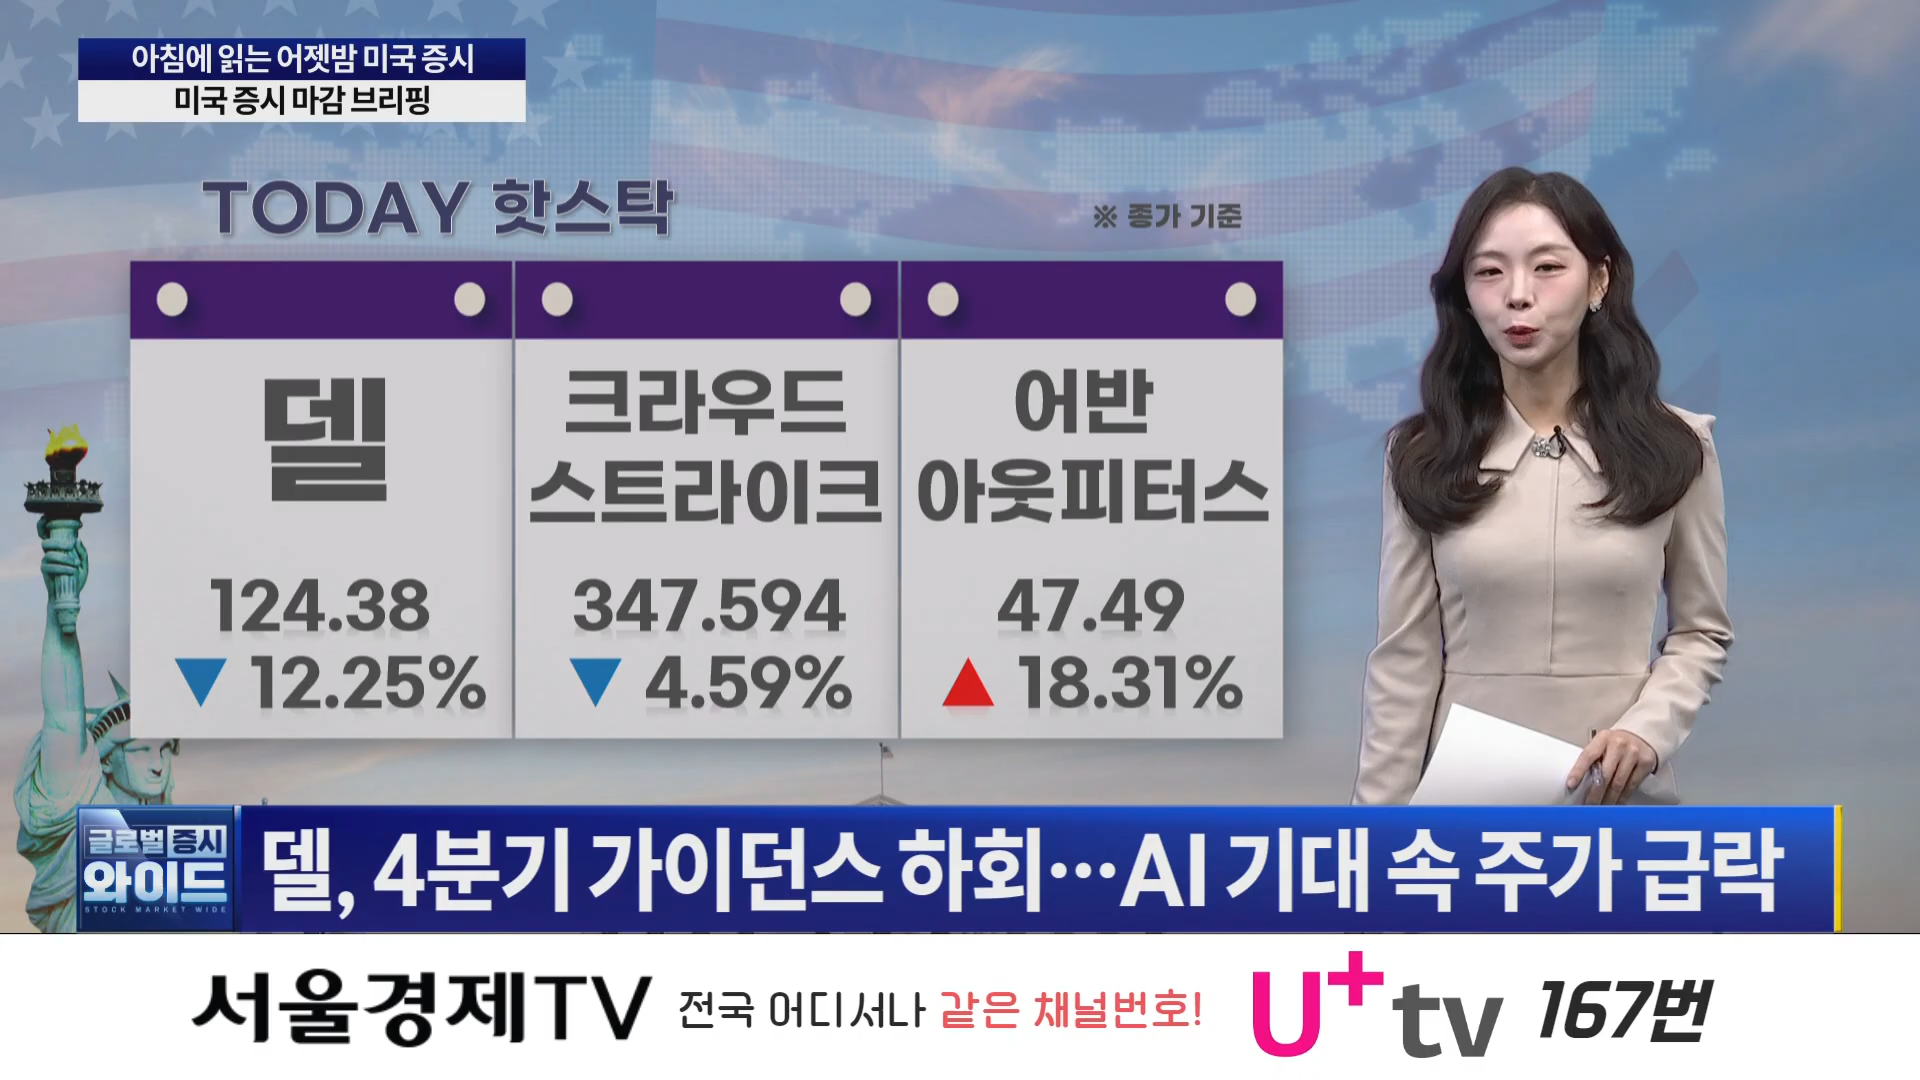 아침에 읽는 어젯밤 미국 증시
미국 증시 마감 브리핑
TODAY 핫스탁
※ 종가 기준
델
124.38
▼ 12.25%
크라우드
스트라이크
347.594
▼ 4.59%
어반
아웃피터스
47.49
▲ 18.31%
글로벌 증시
와이드
STOCK MARKET WIDE
델, 4분기 가이던스 하회…AI 기대 속 주가 급락
서울경제TV 전국 어디서나 같은 채널번호! U+tv 167번